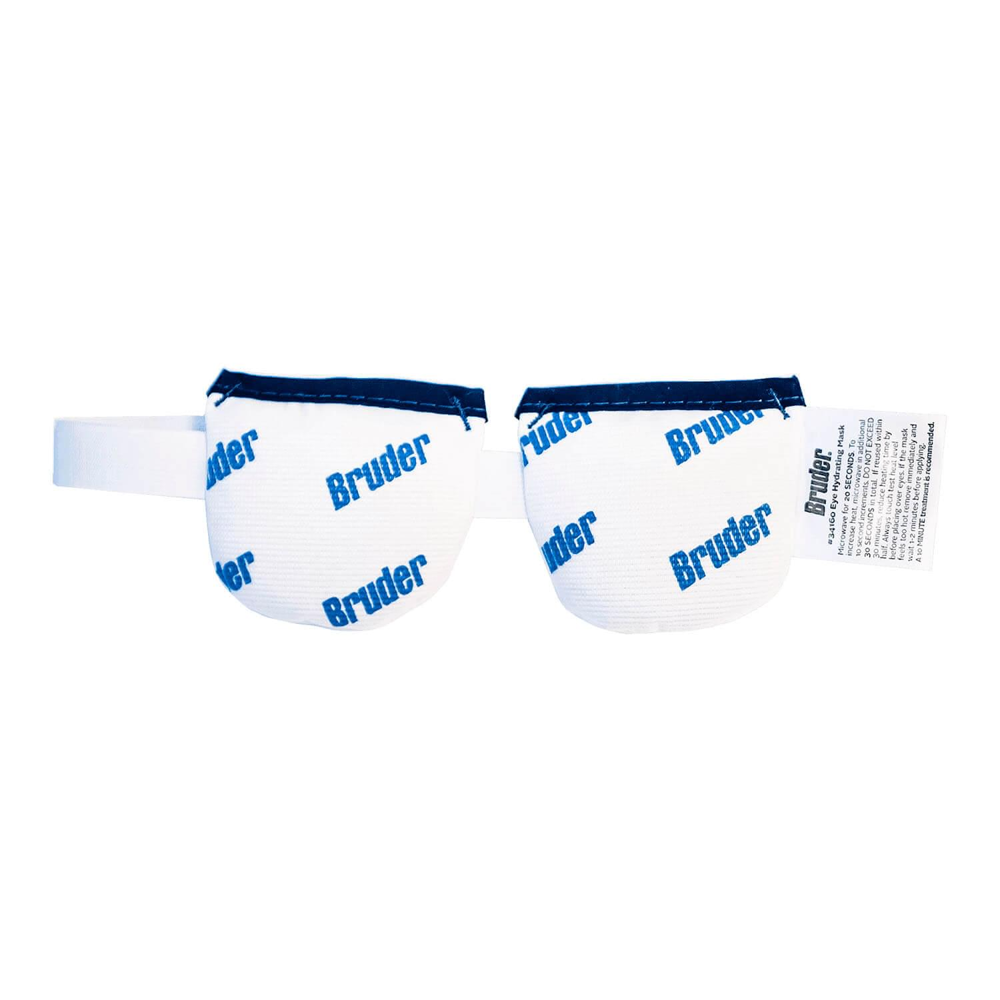 uder
Bruder
der
Bruder
ruder
Bruder
uder
Bruder
Bruder.
#34160 Eye Hydrating Mask
Microwave for 20 SECONDS. To
increase heat, microwave in additional
10 second increments. DO NOT EXCEED
30 SECONDS in total. If reused within
30 minutes, reduce heating time by
half. Always touch test heat level
before placing over eyes. If the mask
feels too hot remove immediately and
wait 1-2 minutes before applying.
A 10 MINUTE treatment is recommended.